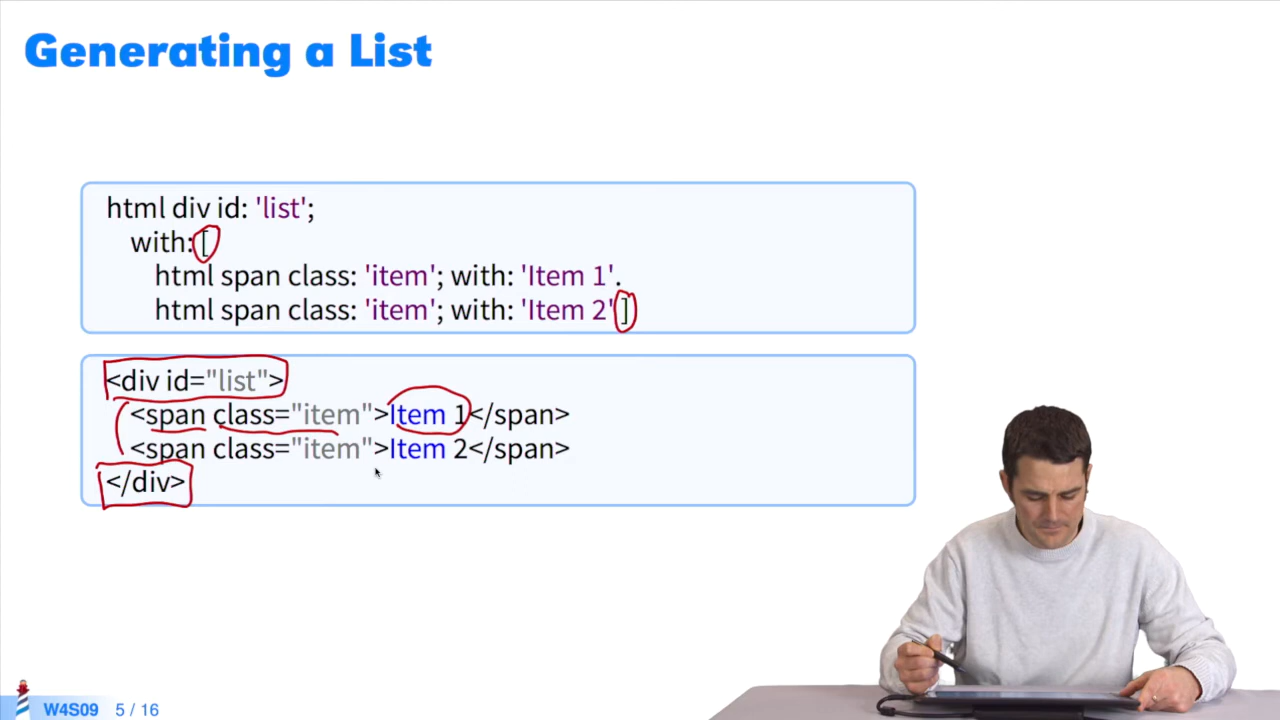 Generating a List
html div id: 'list';
with: [
html span class: 'item'; with: 'Item 1'.
html span class: 'item'; with: 'Item 2' ]
<div id="list">
<span class="item">Item 1</span>
<span class="item">Item 2</span>
</div>
W4S09 5 / 16